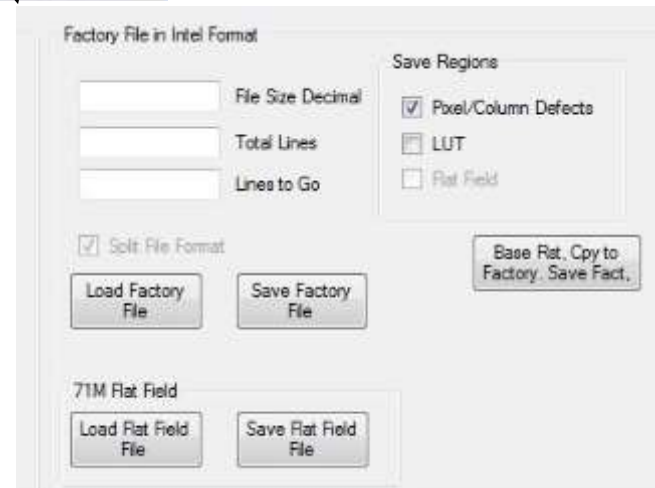 Factory File in Intel Format
Save Regions
File Size Decimal
Pixel/Column Defects
Total Lines
LUT
Lines to Go
Flat Field
Split File Format
Base Rst, Cpy to
Factory. Save Fact,
Load Factory
File
Save Factory
File
71M Flat Field
Load Flat Field
File
Save Flat Field
File